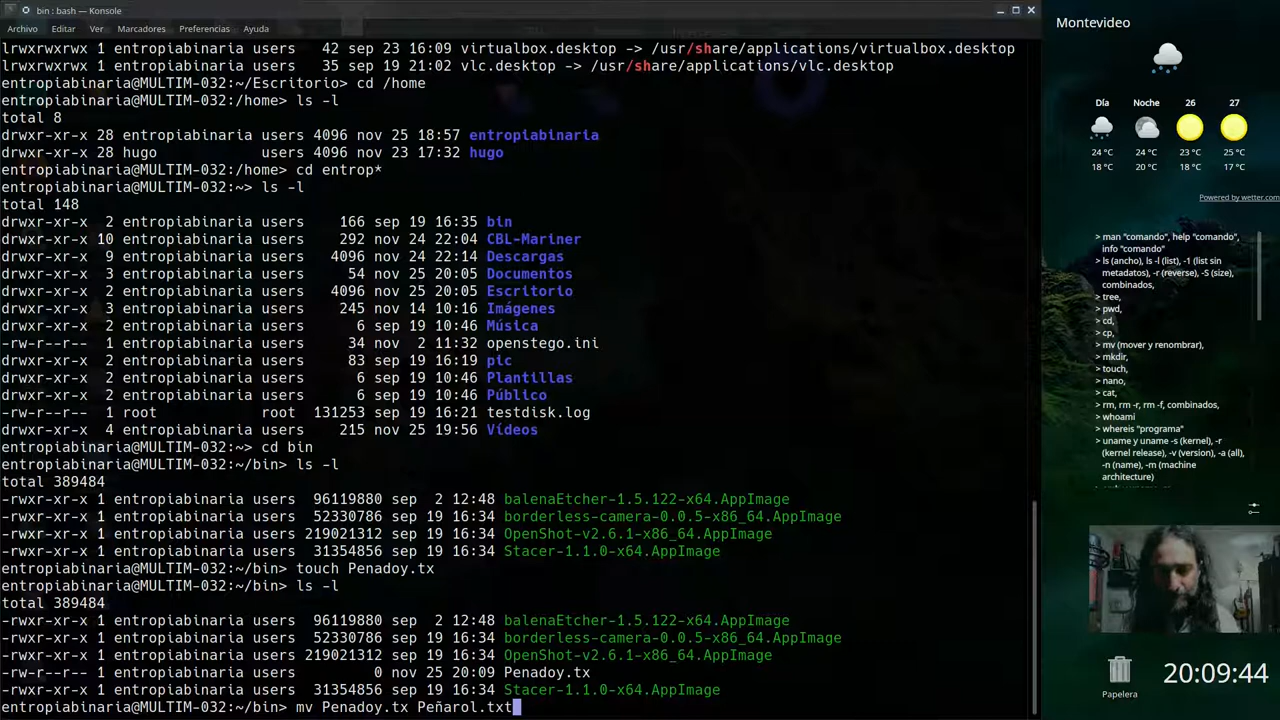 bin : bash — Konsole
Archivo Editar Ver Marcadores Preferencias Ayuda
lrwxrwxrwx 1 entropiabinaria users 42 sep 23 16:09 virtualbox.desktop -> /usr/share/applications/virtualbox.desktop
lrwxrwxrwx 1 entropiabinaria users 35 sep 19 21:02 vlc.desktop -> /usr/share/applications/vlc.desktop
entropiabinaria@MULTIM-032:~/Escritorio> cd /home
entropiabinaria@MULTIM-032:/home> ls -l
total 8
drwxr-xr-x 28 entropiabinaria users 4096 nov 25 18:57 entropiabinaria
drwxr-xr-x 28 hugo users 4096 nov 23 17:32 hugo
entropiabinaria@MULTIM-032:/home> cd entrop*
entropiabinaria@MULTIM-032:~> ls -l
total 148
drwxr-xr-x 2 entropiabinaria users 166 sep 19 16:35 bin
drwxr-xr-x 10 entropiabinaria users 292 nov 24 22:04 CBL-Mariner
drwxr-xr-x 9 entropiabinaria users 4096 nov 24 22:14 Descargas
drwxr-xr-x 3 entropiabinaria users 54 nov 25 20:05 Documentos
drwxr-xr-x 2 entropiabinaria users 4096 nov 25 20:05 Escritorio
drwxr-xr-x 3 entropiabinaria users 245 nov 14 10:16 Imágenes
drwxr-xr-x 2 entropiabinaria users 6 sep 19 10:46 Música
-rw-r--r-- 1 entropiabinaria users 34 nov 2 11:32 openstego.ini
drwxr-xr-x 2 entropiabinaria users 83 sep 19 16:19 pic
drwxr-xr-x 2 entropiabinaria users 6 sep 19 10:46 Plantillas
drwxr-xr-x 2 entropiabinaria users 6 sep 19 10:46 Público
-rw-r--r-- 1 root root 131253 sep 19 16:21 testdisk.log
drwxr-xr-x 4 entropiabinaria users 215 nov 25 19:56 Vídeos
entropiabinaria@MULTIM-032:~> cd bin
entropiabinaria@MULTIM-032:~/bin> ls -l
total 389484
-rwxr-xr-x 1 entropiabinaria users 96119880 sep 2 12:48 balenaEtcher-1.5.122-x64.AppImage
-rwxr-xr-x 1 entropiabinaria users 52330786 sep 19 16:34 borderless-camera-0.0.5-x86_64.AppImage
-rwxr-xr-x 1 entropiabinaria users 219021312 sep 19 16:34 OpenShot-v2.6.1-x86_64.AppImage
-rwxr-xr-x 1 entropiabinaria users 31354856 sep 19 16:34 Stacer-1.1.0-x64.AppImage
entropiabinaria@MULTIM-032:~/bin> touch Penadoy.tx
entropiabinaria@MULTIM-032:~/bin> ls -l
total 389484
-rwxr-xr-x 1 entropiabinaria users 96119880 sep 2 12:48 balenaEtcher-1.5.122-x64.AppImage
-rwxr-xr-x 1 entropiabinaria users 52330786 sep 19 16:34 borderless-camera-0.0.5-x86_64.AppImage
-rwxr-xr-x 1 entropiabinaria users 219021312 sep 19 16:34 OpenShot-v2.6.1-x86_64.AppImage
-rw-r--r-- 1 entropiabinaria users 0 nov 25 20:09 Penadoy.tx
-rwxr-xr-x 1 entropiabinaria users 31354856 sep 19 16:34 Stacer-1.1.0-x64.AppImage
entropiabinaria@MULTIM-032:~/bin> mv Penadoy.tx Peñarol.txt
Montevideo
Día Noche 26 27
24 °C 24 °C 23 °C 25 °C
18 °C 20 °C 18 °C 17 °C
Powered by wetter.com
> man "comando", help "comando",
info "comando"
> ls (ancho), ls -l (list), -1 (list sin
metadatos), -r (reverse), -S (size),
combinados,
> tree,
> pwd,
> cd,
> cp,
> mv (mover y renombrar),
> mkdir,
> touch,
> nano,
> cat,
> rm, rm -r, rm -f, combinados,
> whoami
> whereis "programa"
> uname y uname -s (kernel), -r
(kernel release), -v (version), -a (all),
-n (name), -m (machine
architecture)
Papelera
20:09:44